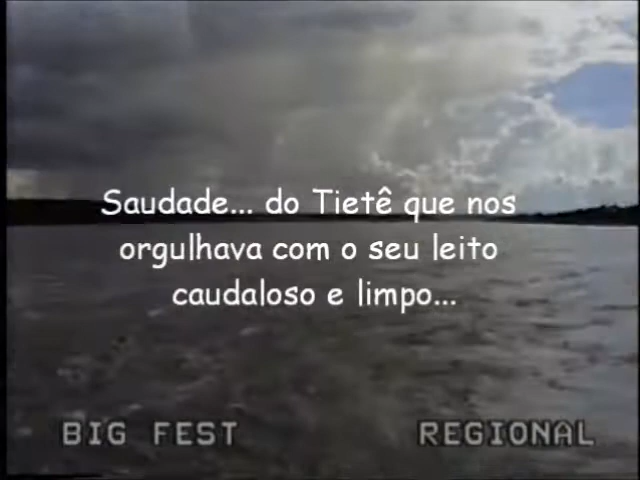 Saudade... do Tietê que nos
orgulhava com o seu leito
caudaloso e limpo...
BIG FEST REGIONAL